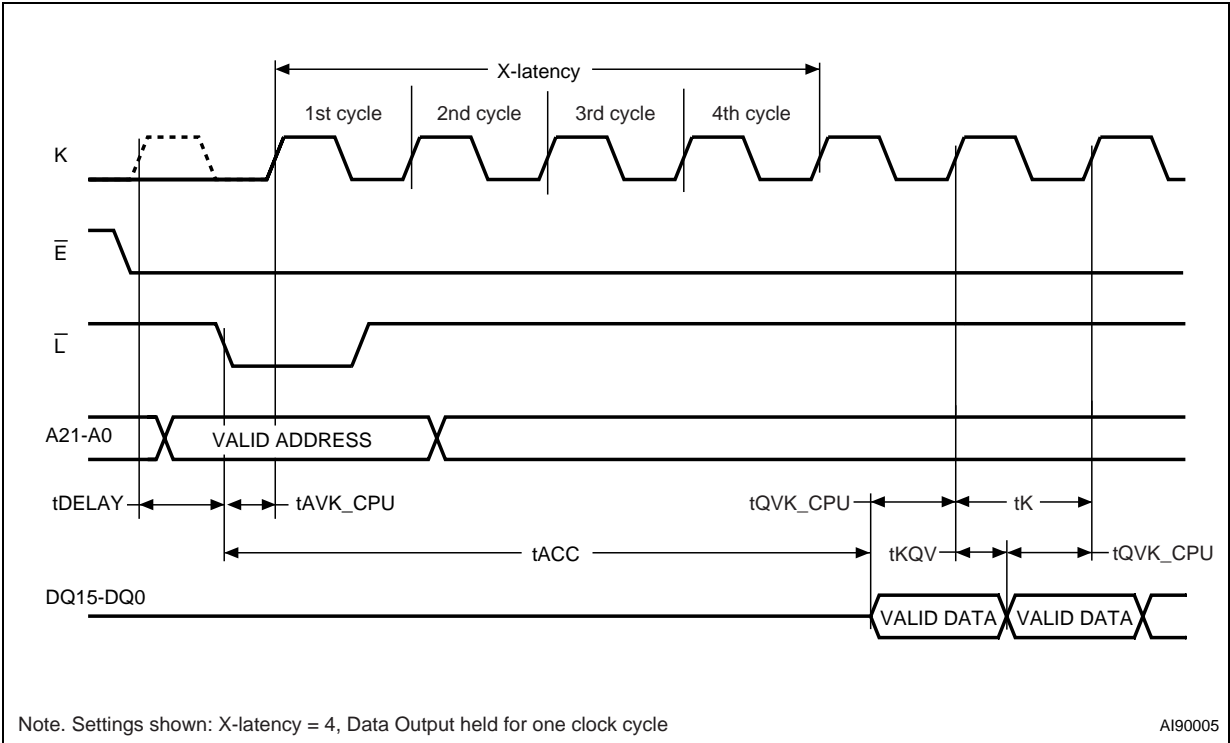 X-latency
1st cycle 2nd cycle 3rd cycle 4th cycle
K
E
L
A21-A0 VALID ADDRESS
tDELAY tAVK_CPU tQVK_CPU tK
tACC tKQV tQVK_CPU
DQ15-DQ0
VALID DATA VALID DATA
Note. Settings shown: X-latency = 4, Data Output held for one clock cycle AI90005